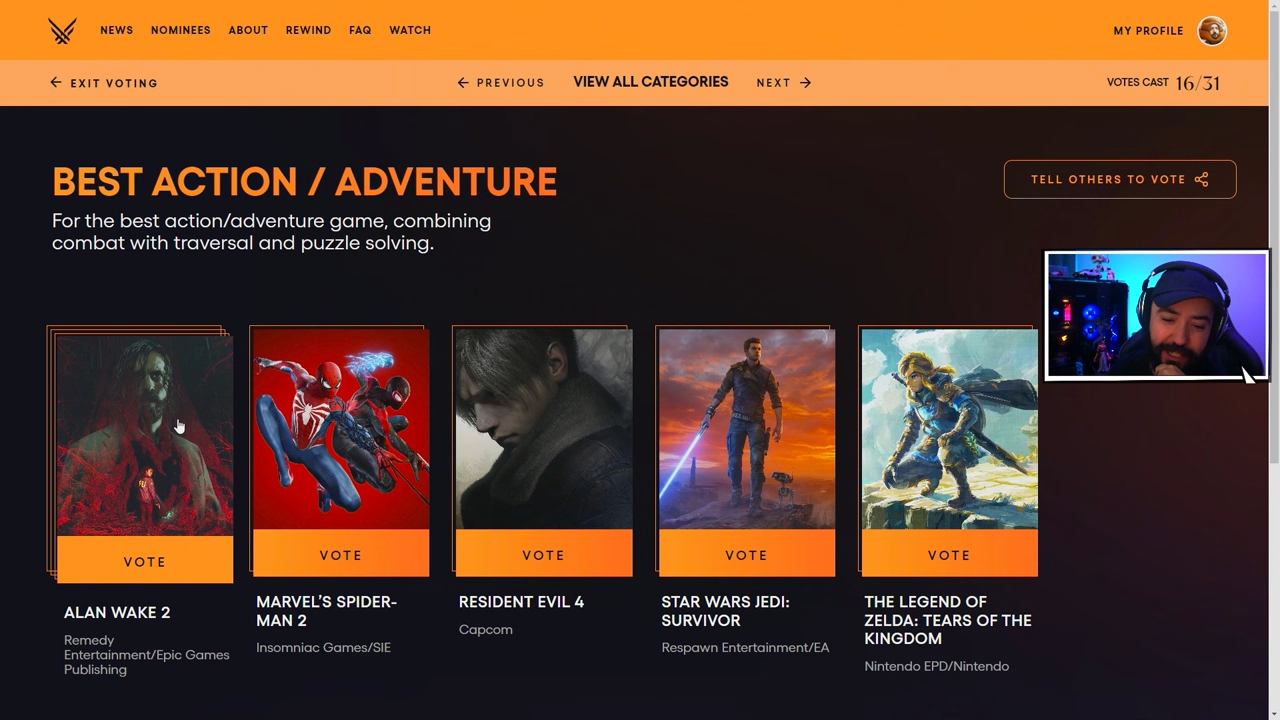 NEWS NOMINEES ABOUT REWIND FAQ WATCH MY PROFILE
EXIT VOTING PREVIOUS VIEW ALL CATEGORIES NEXT VOTES CAST 16/31
BEST ACTION / ADVENTURE
For the best action/adventure game, combining
combat with traversal and puzzle solving.
TELL OTHERS TO VOTE
VOTE
ALAN WAKE 2
Remedy
Entertainment/Epic Games
Publishing
VOTE
MARVEL’S SPIDER-
MAN 2
Insomniac Games/SIE
VOTE
RESIDENT EVIL 4
Capcom
VOTE
STAR WARS JEDI:
SURVIVOR
Respawn Entertainment/EA
VOTE
THE LEGEND OF
ZELDA: TEARS OF THE
KINGDOM
Nintendo EPD/Nintendo